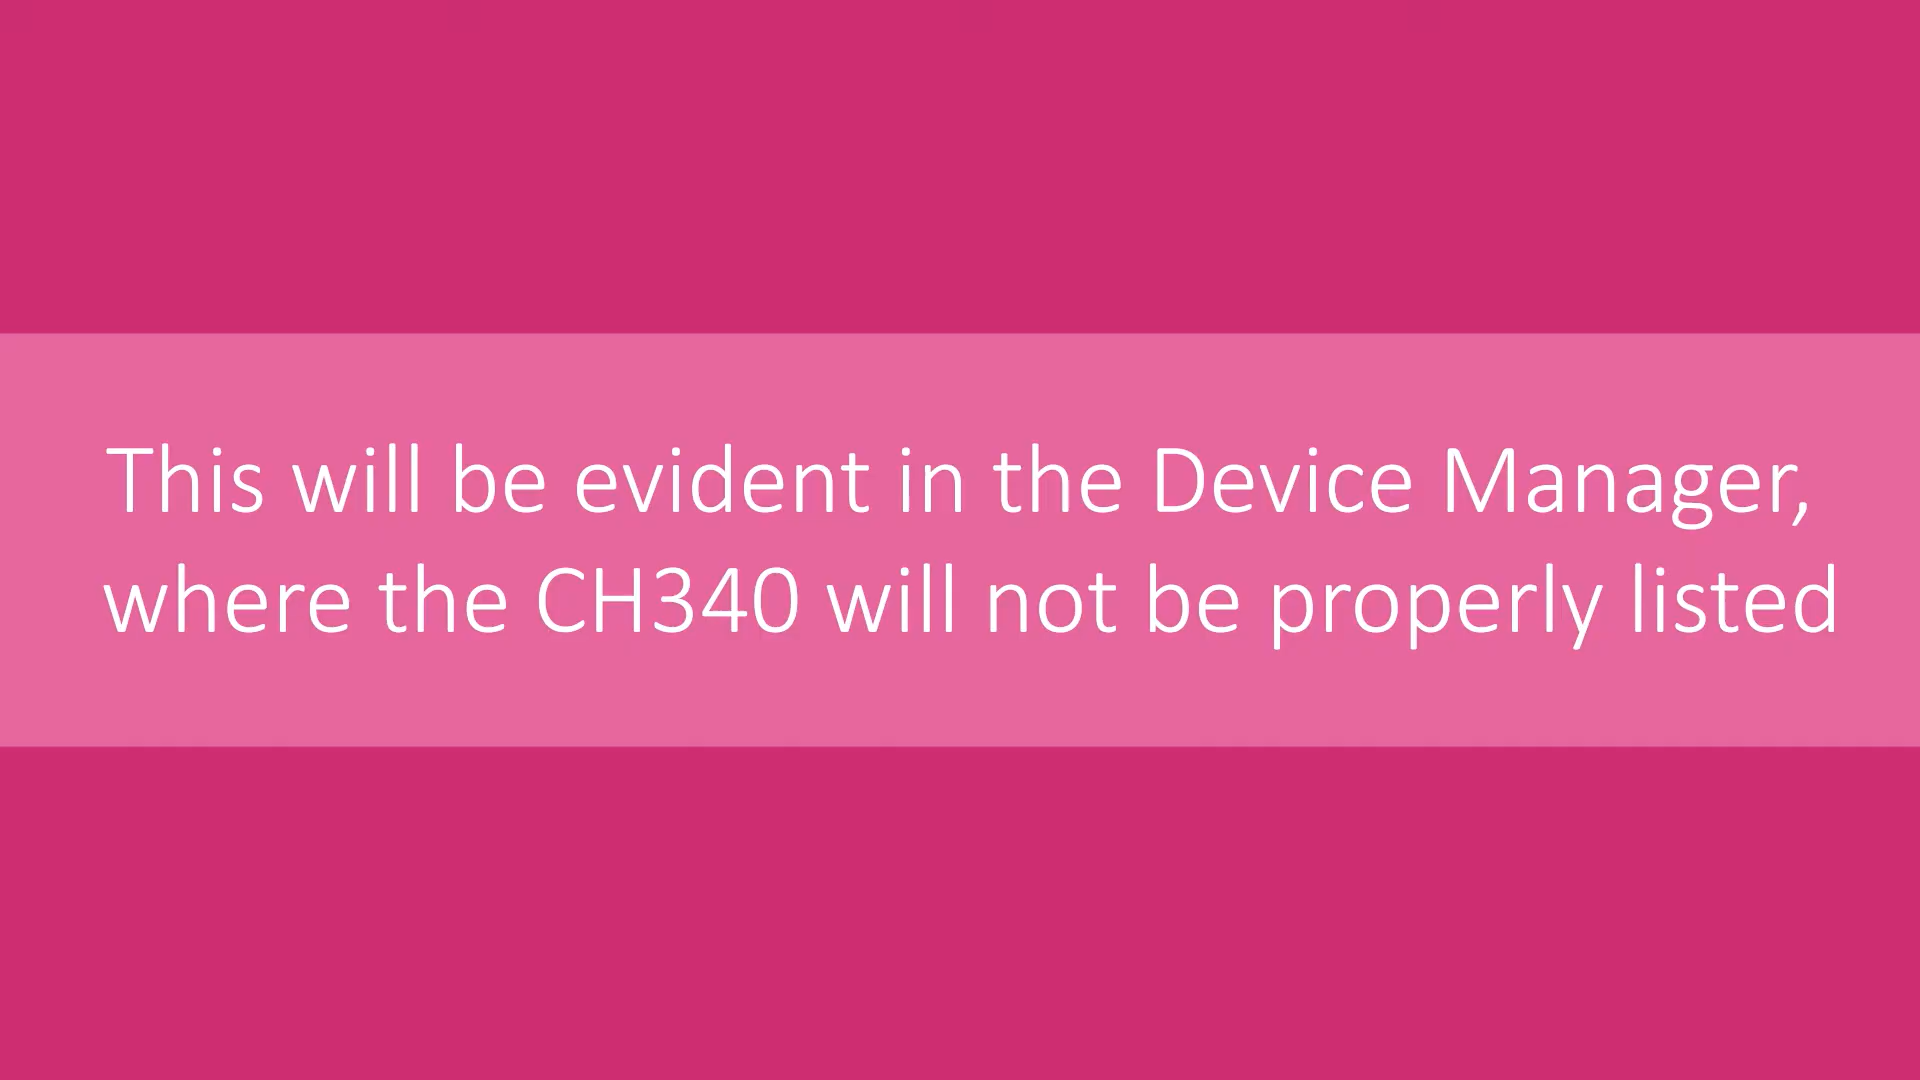 This will be evident in the Device Manager,
where the CH340 will not be properly listed